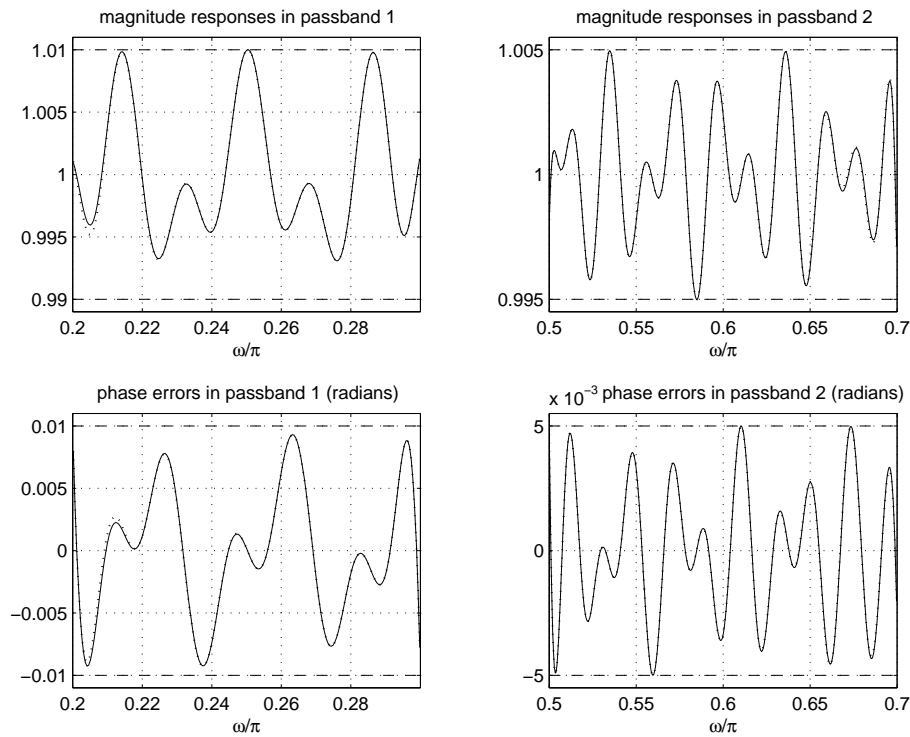 magnitude responses in passband 1
1.01
1.005
1
0.995
0.99
0.2 0.22 0.24 0.26 0.28
ω/π
magnitude responses in passband 2
1.005
1
0.995
0.5 0.55 0.6 0.65 0.7
ω/π
phase errors in passband 1 (radians)
0.01
0.005
0
−0.005
−0.01
0.2 0.22 0.24 0.26 0.28
ω/π
x 10⁻³ phase errors in passband 2 (radians)
5
0
−5
0.5 0.55 0.6 0.65 0.7
ω/π